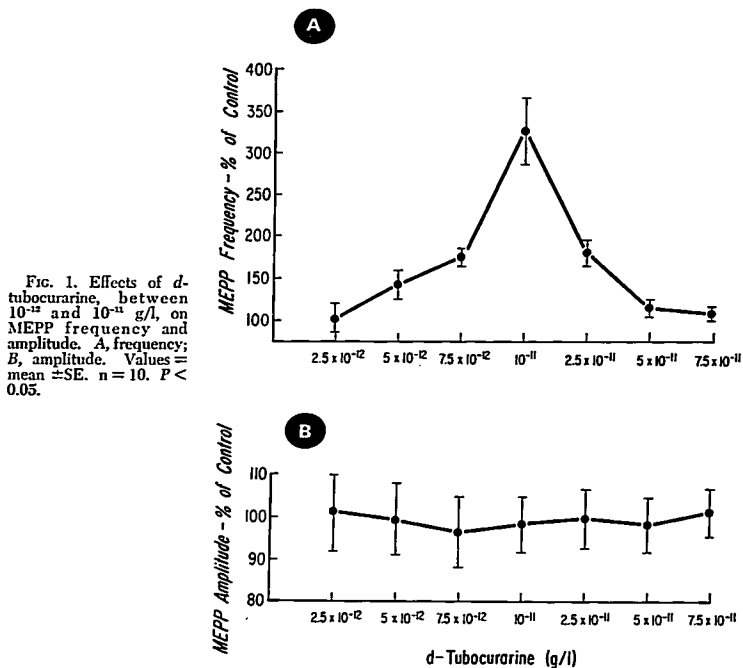 A
MEPP Frequency - % of Control
400
350
300
250
200
150
100
2.5 x 10⁻¹² 5 x 10⁻¹² 7.5 x 10⁻¹² 10⁻¹¹ 2.5 x 10⁻¹¹ 5 x 10⁻¹¹ 7.5 x 10⁻¹¹
FIG. 1. Effects of d-
tubocurarine, between
10⁻¹² and 10⁻¹¹ g/l, on
MEPP frequency and
amplitude. A, frequency;
B, amplitude. Values =
mean ±SE. n = 10. P <
0.05.
B
MEPP Amplitude - % of Control
110
100
90
80
2.5 x 10⁻¹² 5 x 10⁻¹² 7.5 x 10⁻¹² 10⁻¹¹ 2.5 x 10⁻¹¹ 5 x 10⁻¹¹ 7.5 x 10⁻¹¹
d-Tubocurarine (g/l)